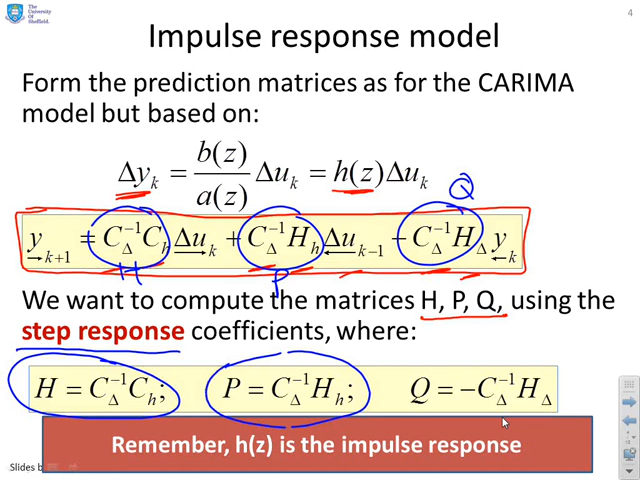 The
University
Of
Sheffield.
4
Impulse response model
Form the prediction matrices as for the CARIMA
model but based on:
Δy_k = b(z)/a(z) Δu_k = h(z)Δu_k
Q
y_{k+1} = C_Δ^{-1}C_h Δu_k + C_Δ^{-1}H_h Δu_{k-1} − C_Δ^{-1}H_Δ y_k
H P
We want to compute the matrices H, P, Q, using the
step response coefficients, where:
H = C_Δ^{-1}C_h; P = C_Δ^{-1}H_h; Q = −C_Δ^{-1}H_Δ
Remember, h(z) is the impulse response
Slides b